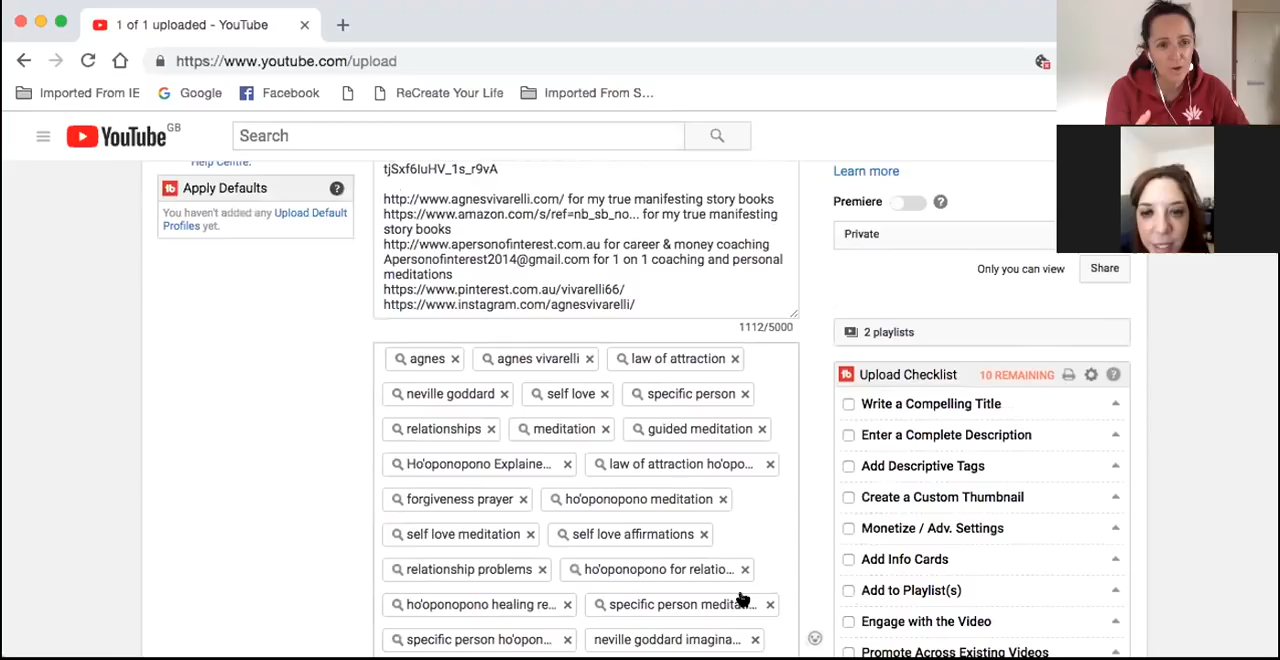 1 of 1 uploaded - YouTube
https://www.youtube.com/upload
Imported From IE
Google
Facebook
ReCreate Your Life
Imported From S...
YouTube GB
Search
Help Centre.
Apply Defaults
You haven't added any Upload Default
Profiles yet.
tjSxf6luHV_1s_r9vA
http://www.agnesvivarelli.com/ for my true manifesting story books
https://www.amazon.com/s/ref=nb_sb_no... for my true manifesting
story books
http://www.apersonofinterest.com.au for career & money coaching
Apersonofinterest2014@gmail.com for 1 on 1 coaching and personal
meditations
https://www.pinterest.com.au/vivarelli66/
https://www.instagram.com/agnesvivarelli/
1112/5000
agnes
agnes vivarelli
law of attraction
neville goddard
self love
specific person
relationships
meditation
guided meditation
Ho'oponopono Explaine...
law of attraction ho'opo...
forgiveness prayer
ho'oponopono meditation
self love meditation
self love affirmations
relationship problems
ho'oponopono for relatio...
ho'oponopono healing re...
specific person medita...
specific person ho'opon...
neville goddard imagina...
Learn more
Premiere
Private
Only you can view
Share
2 playlists
Upload Checklist
10 REMAINING
Write a Compelling Title
Enter a Complete Description
Add Descriptive Tags
Create a Custom Thumbnail
Monetize / Adv. Settings
Add Info Cards
Add to Playlist(s)
Engage with the Video
Promote Across Existing Videos